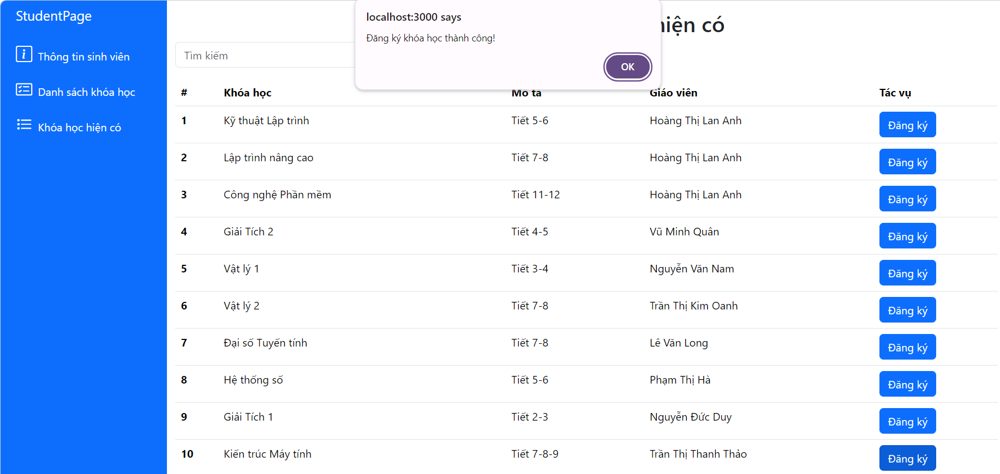 StudentPage
Thông tin sinh viên
Danh sách khóa học
Khóa học hiện có
localhost:3000 says
Đăng ký khóa học thành công!
OK
hiện có
Tìm kiếm
# Khóa học Mô tả Giáo viên Tác vụ
1 Kỹ thuật Lập trình Tiết 5-6 Hoàng Thị Lan Anh Đăng ký
2 Lập trình nâng cao Tiết 7-8 Hoàng Thị Lan Anh Đăng ký
3 Công nghệ Phần mềm Tiết 11-12 Hoàng Thị Lan Anh Đăng ký
4 Giải Tích 2 Tiết 4-5 Vũ Minh Quân Đăng ký
5 Vật lý 1 Tiết 3-4 Nguyễn Văn Nam Đăng ký
6 Vật lý 2 Tiết 7-8 Trần Thị Kim Oanh Đăng ký
7 Đại số Tuyến tính Tiết 7-8 Lê Văn Long Đăng ký
8 Hệ thống số Tiết 5-6 Phạm Thị Hà Đăng ký
9 Giải Tích 1 Tiết 2-3 Nguyễn Đức Duy Đăng ký
10 Kiến trúc Máy tính Tiết 7-8-9 Trần Thị Thanh Thảo Đăng ký